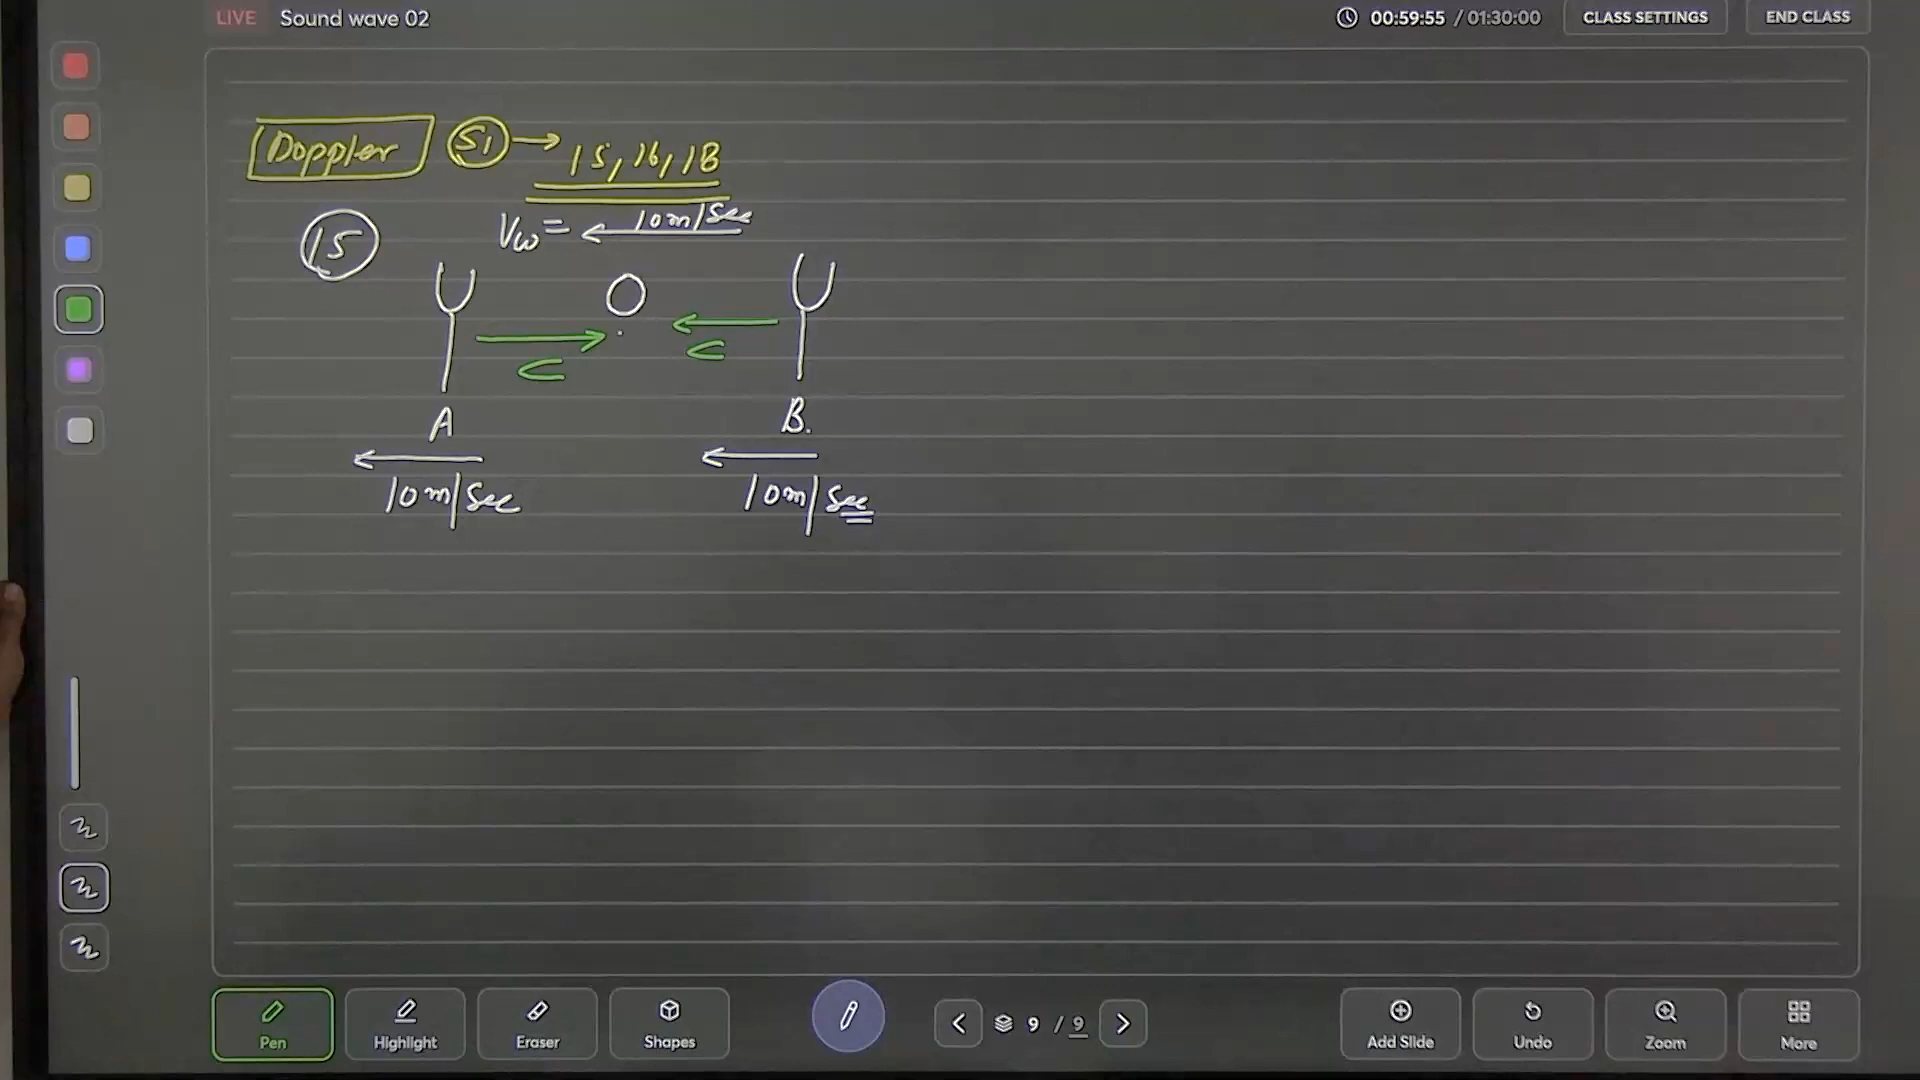 LIVE Sound wave 02 00:59:55 / 01:30:00 CLASS SETTINGS END CLASS
Doppler S1 → 15, 16, 18
15 Vw = ← 10m/Sec
O
C C
A B.
10m/Sec 10m/Sec
Pen Highlight Eraser Shapes 9 / 9 Add Slide Undo Zoom More